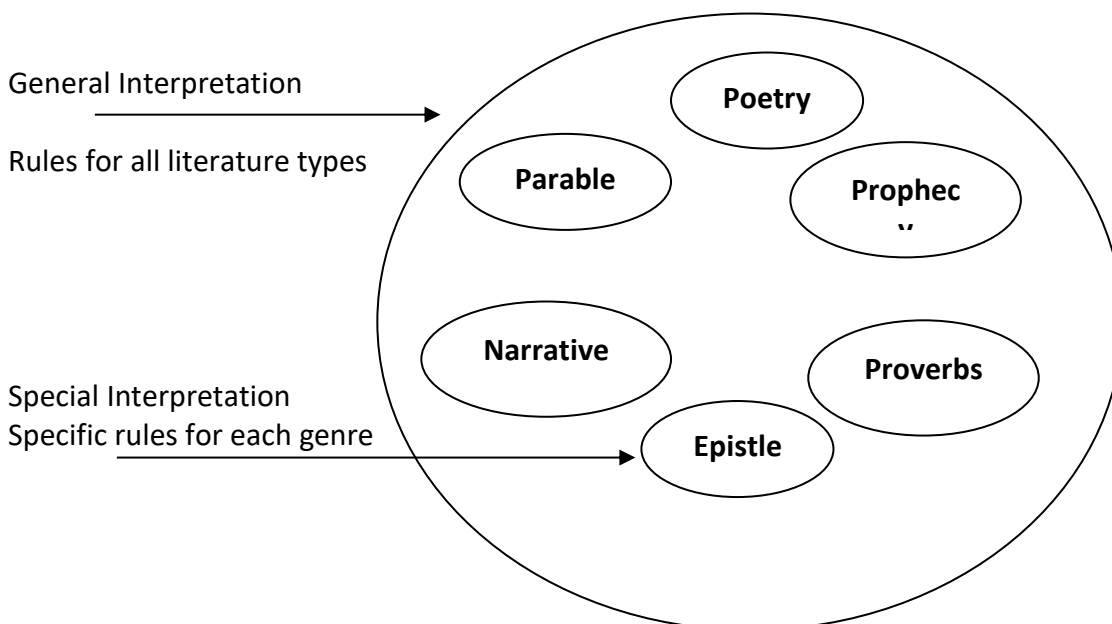 General Interpretation
Rules for all literature types
Poetry
Parable
Prophec
y
Narrative
Proverbs
Special Interpretation
Specific rules for each genre
Epistle